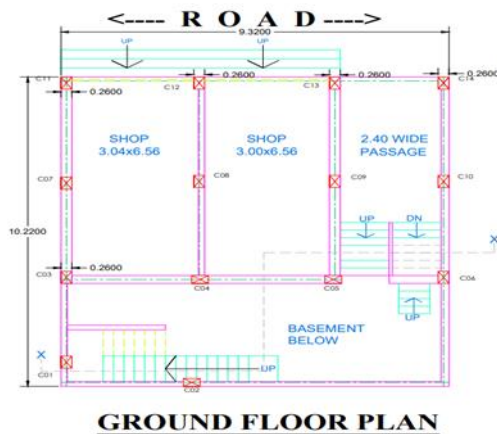 <---- R O A D ---->
9.3200
UP UP
0.2600 0.2600 0.2600
C11 C12 C13 C14
0.2600
SHOP
3.04x6.56
SHOP
3.00x6.56
2.40 WIDE
PASSAGE
C07 C08 C09 C10
10.2200
UP DN
X
0.2600
C03 C04 C05 C06
UP
BASEMENT
BELOW
X
UP
C01
C02
GROUND FLOOR PLAN